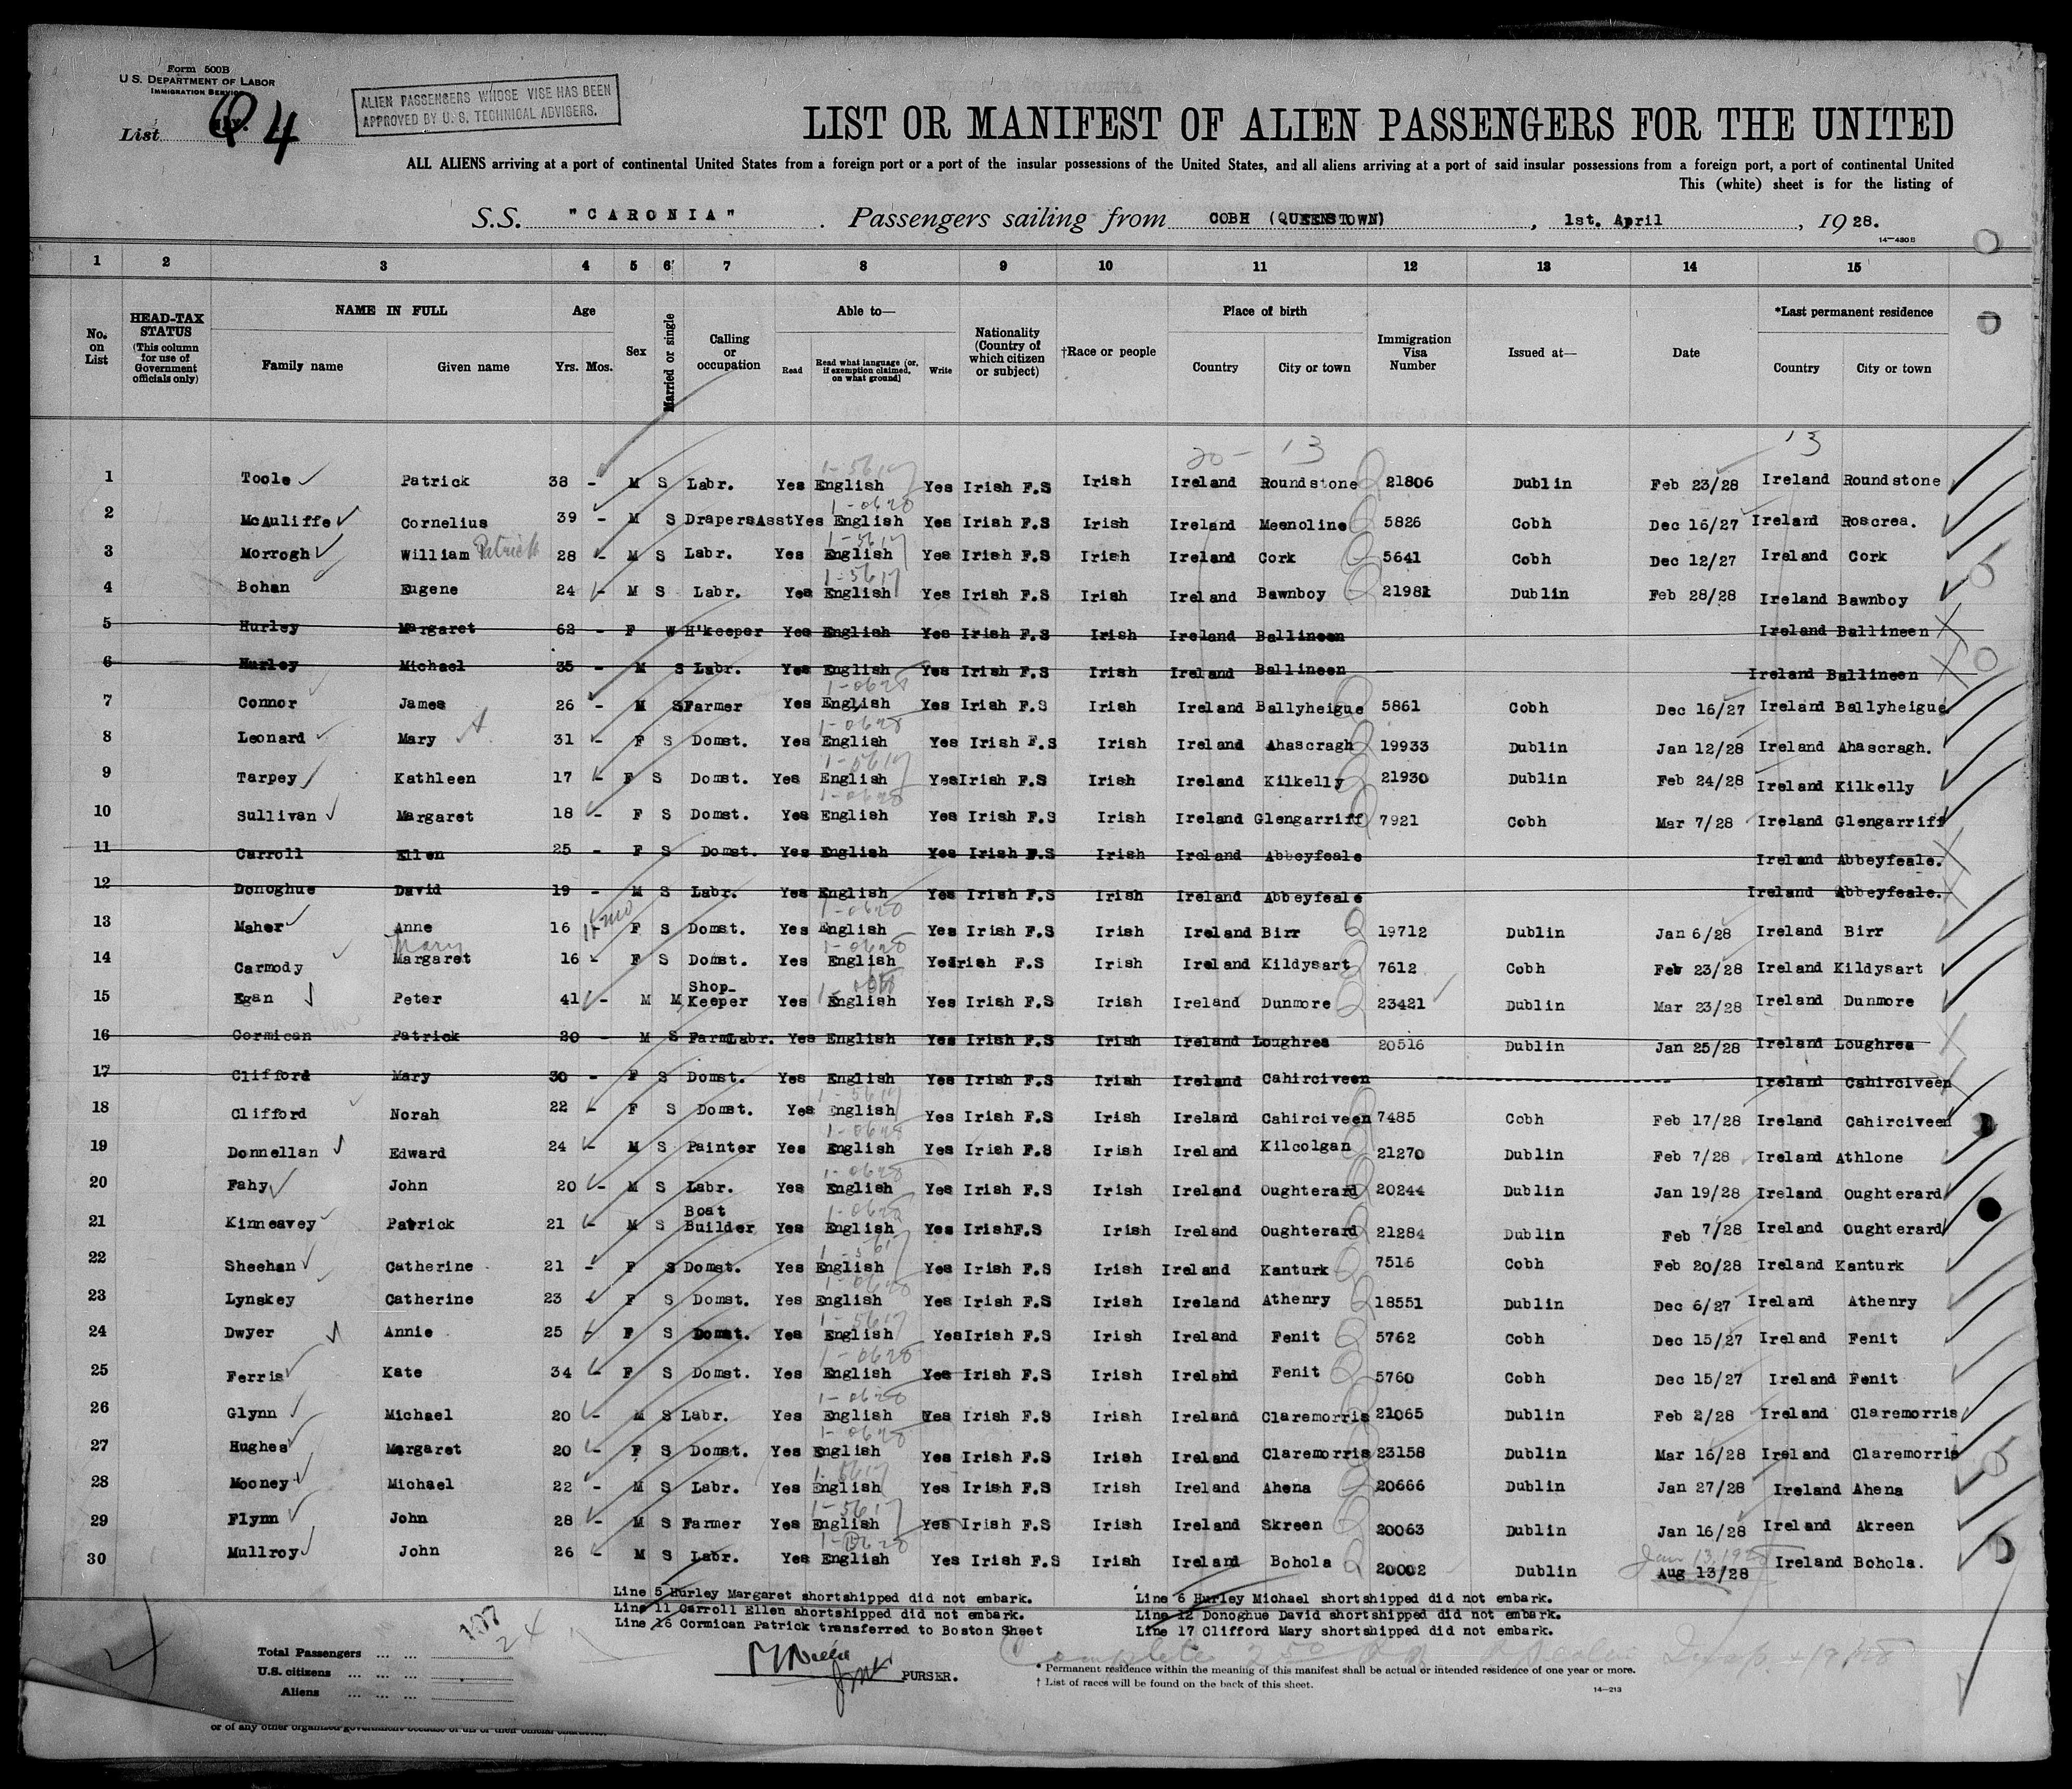 Form 500B
U.S. DEPARTMENT OF LABOR
IMMIGRATION SERVICE
List 4
ALIEN PASSENGERS WHOSE VISE HAS BEEN
APPROVED BY U.S. TECHNICAL ADVISERS.
LIST OR MANIFEST OF ALIEN PASSENGERS FOR THE UNITED
ALL ALIENS arriving at a port of continental United States from a foreign port or a port of the insular possessions of the United States, and all aliens arriving at a port of said insular possessions from a foreign port, a port of continental United
This (white) sheet is for the listing of
S.S. "CARONIA". Passengers sailing from COBH (QUEENSTOWN), 1st. April, 1928.
14-430B
1 2 3 4 5 6 7 8 9 10 11 12 13 14 15
No. on List HEAD-TAX STATUS (This column for use of Government officials only) NAME IN FULL Family name Given name Age Yrs. Mos. Sex Married or single Calling or occupation Able to— Read Read what language (or, if exemption claimed, on what ground) Write Nationality (Country of which citizen or subject) †Race or people Place of birth Country City or town Immigration Visa Number Issued at— Date *Last permanent residence Country City or town
20- 13 13
1 Toole Patrick 38 - M S Labr. Yes English Yes Irish F.S Irish Ireland Roundstone 21806 Dublin Feb 23/28 Ireland Roundstone
2 McAuliffe Cornelius 39 - M S DrapersAsst Yes English Yes Irish F.S Irish Ireland Meenoline 5826 Cobh Dec 16/27 Ireland Roscrea.
3 Morrogh William Patrick 28 - M S Labr. Yes English Yes Irish F.S Irish Ireland Cork 5641 Cobh Dec 12/27 Ireland Cork
4 Bohan Eugene 24 - M S Labr. Yes English Yes Irish F.S Irish Ireland Bawnboy 21981 Dublin Feb 28/28 Ireland Bawnboy
5 Hurley Margaret 62 - F W H'keeper Yes English Yes Irish F.S Irish Ireland Ballineen Ireland Ballineen
6 Hurley Michael 35 - M S Labr. Yes English Yes Irish F.S Irish Ireland Ballineen Ireland Ballineen
7 Connor James 26 - M S Farmer Yes English Yes Irish F.S Irish Ireland Ballyheigue 5861 Cobh Dec 16/27 Ireland Ballyheigue
8 Leonard Mary 31 - F S Domst. Yes English Yes Irish F.S Irish Ireland Ahascragh 19933 Dublin Jan 12/28 Ireland Ahascragh.
9 Tarpey Kathleen 17 - F S Domst. Yes English Yes Irish F.S Irish Ireland Kilkelly 21930 Dublin Feb 24/28 Ireland Kilkelly
10 Sullivan Margaret 18 - F S Domst. Yes English Yes Irish F.S Irish Ireland Glengarriff 7921 Cobh Mar 7/28 Ireland Glengarriff
11 Carroll Ellen 25 - F S Domst. Yes English Yes Irish F.S Irish Ireland Abbeyfeale Ireland Abbeyfeale.
12 Donoghue David 19 - M S Labr. Yes English Yes Irish F.S Irish Ireland Abbeyfeale Ireland Abbeyfeale.
13 Maher Anne 16 - F S Domst. Yes English Yes Irish F.S Irish Ireland Birr 19712 Dublin Jan 6/28 Ireland Birr
Mary
14 Carmody Margaret 16 - F S Domst. Yes English Yes Irish F.S Irish Ireland Kildysart 7612 Cobh Feb 23/28 Ireland Kildysart
15 Egan Peter 41 - M M Shop-Keeper Yes English Yes Irish F.S Irish Ireland Dunmore 23421 Dublin Mar 23/28 Ireland Dunmore
16 Cormican Patrick 20 - M S FarmLabr. Yes English Yes Irish F.S Irish Ireland Loughrea 20516 Dublin Jan 25/28 Ireland Loughrea
17 Clifford Mary 30 - F S Domst. Yes English Yes Irish F.S Irish Ireland Cahirciveen Ireland Cahirciveen
18 Clifford Norah 22 - F S Domst. Yes English Yes Irish F.S Irish Ireland Cahirciveen 7485 Cobh Feb 17/28 Ireland Cahirciveen
19 Donnellan Edward 24 - M S Painter Yes English Yes Irish F.S Irish Ireland Kilcolgan 21270 Dublin Feb 7/28 Ireland Athlone
20 Fahy John 20 - M S Labr. Yes English Yes Irish F.S Irish Ireland Oughterard 20244 Dublin Jan 19/28 Ireland Oughterard
21 Kinneavey Patrick 21 - M S Boat Builder Yes English Yes Irish F.S Irish Ireland Oughterard 21284 Dublin Feb 7/28 Ireland Oughterard
22 Sheehan Catherine 21 - F S Domst. Yes English Yes Irish F.S Irish Ireland Kanturk 7516 Cobh Feb 20/28 Ireland Kanturk
23 Lynskey Catherine 23 - F S Domst. Yes English Yes Irish F.S Irish Ireland Athenry 18551 Dublin Dec 6/27 Ireland Athenry
24 Dwyer Annie 25 - F S Domst. Yes English Yes Irish F.S Irish Ireland Fenit 5762 Cobh Dec 15/27 Ireland Fenit
25 Ferris Kate 34 - F S Domst. Yes English Yes Irish F.S Irish Ireland Fenit 5760 Cobh Dec 15/27 Ireland Fenit
26 Glynn Michael 20 - M S Labr. Yes English Yes Irish F.S Irish Ireland Claremorris 21065 Dublin Feb 2/28 Ireland Claremorris
27 Hughes Margaret 20 - F S Domst. Yes English Yes Irish F.S Irish Ireland Claremorris 23158 Dublin Mar 16/28 Ireland Claremorris
28 Mooney Michael 22 - M S Labr. Yes English Yes Irish F.S Irish Ireland Ahena 20666 Dublin Jan 27/28 Ireland Ahena
29 Flynn John 28 - M S Farmer Yes English Yes Irish F.S Irish Ireland Skreen 20063 Dublin Jan 16/28 Ireland Akreen
Jan 13, 1928
30 Mullroy John 26 - M S Labr. Yes English Yes Irish F.S Irish Ireland Bohola 20002 Dublin Aug 13/28 Ireland Bohola.
Line 5 Hurley Margaret shortshipped did not embark. Line 6 Hurley Michael shortshipped did not embark.
Line 11 Carroll Ellen shortshipped did not embark. Line 12 Donoghue David shortshipped did not embark.
Line 16 Cormican Patrick transferred to Boston Sheet Line 17 Clifford Mary shortshipped did not embark.
Total Passengers ... ... 24
U.S. citizens ... ... ...
Aliens ... ... ...
PURSER.
Complete
* Permanent residence within the meaning of this manifest shall be actual or intended residence of one year or more.
† List of races will be found on the back of this sheet.
14-213
or of any other organized government because of his or their official character.